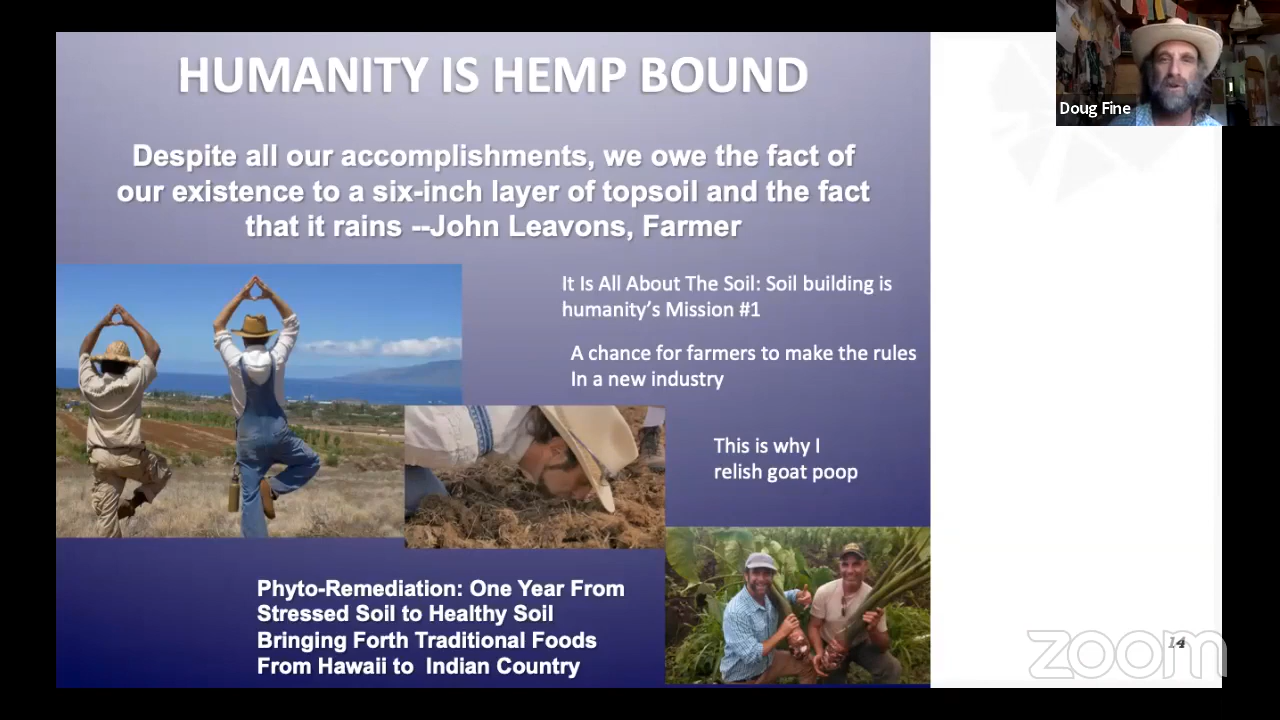 HUMANITY IS HEMP BOUND
Despite all our accomplishments, we owe the fact of
our existence to a six-inch layer of topsoil and the fact
that it rains --John Leavons, Farmer
It Is All About The Soil: Soil building is
humanity's Mission #1
A chance for farmers to make the rules
In a new industry
This is why I
relish goat poop
Phyto-Remediation: One Year From
Stressed Soil to Healthy Soil
Bringing Forth Traditional Foods
From Hawaii to Indian Country
Doug Fine
14
zoom